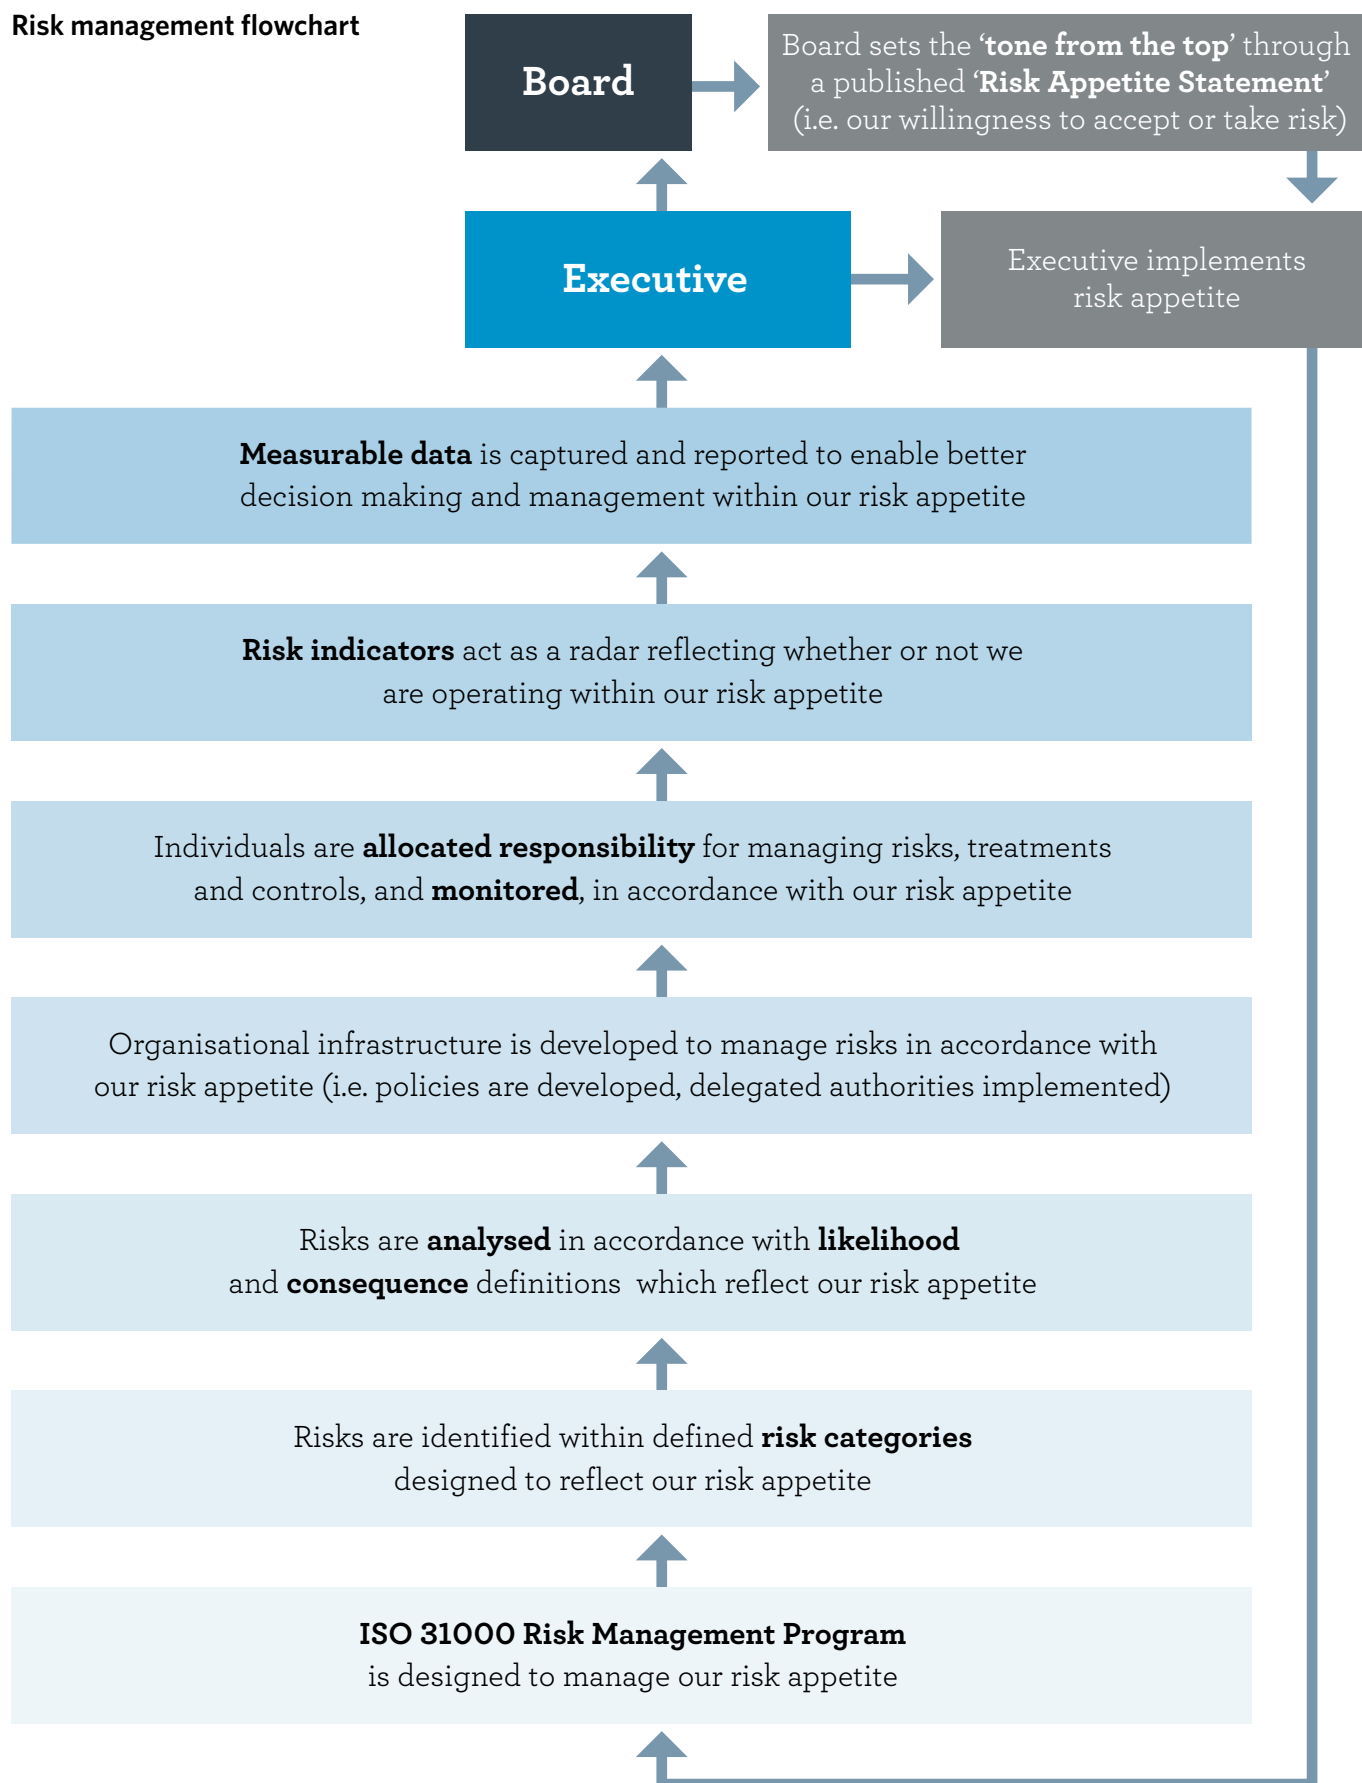 Risk management flowchart
Board
Board sets the ‘tone from the top’ through
a published ‘Risk Appetite Statement’
(i.e. our willingness to accept or take risk)
Executive
Executive implements
risk appetite
Measurable data is captured and reported to enable better
decision making and management within our risk appetite
Risk indicators act as a radar reflecting whether or not we
are operating within our risk appetite
Individuals are allocated responsibility for managing risks, treatments
and controls, and monitored, in accordance with our risk appetite
Organisational infrastructure is developed to manage risks in accordance with
our risk appetite (i.e. policies are developed, delegated authorities implemented)
Risks are analysed in accordance with likelihood
and consequence definitions which reflect our risk appetite
Risks are identified within defined risk categories
designed to reflect our risk appetite
ISO 31000 Risk Management Program
is designed to manage our risk appetite